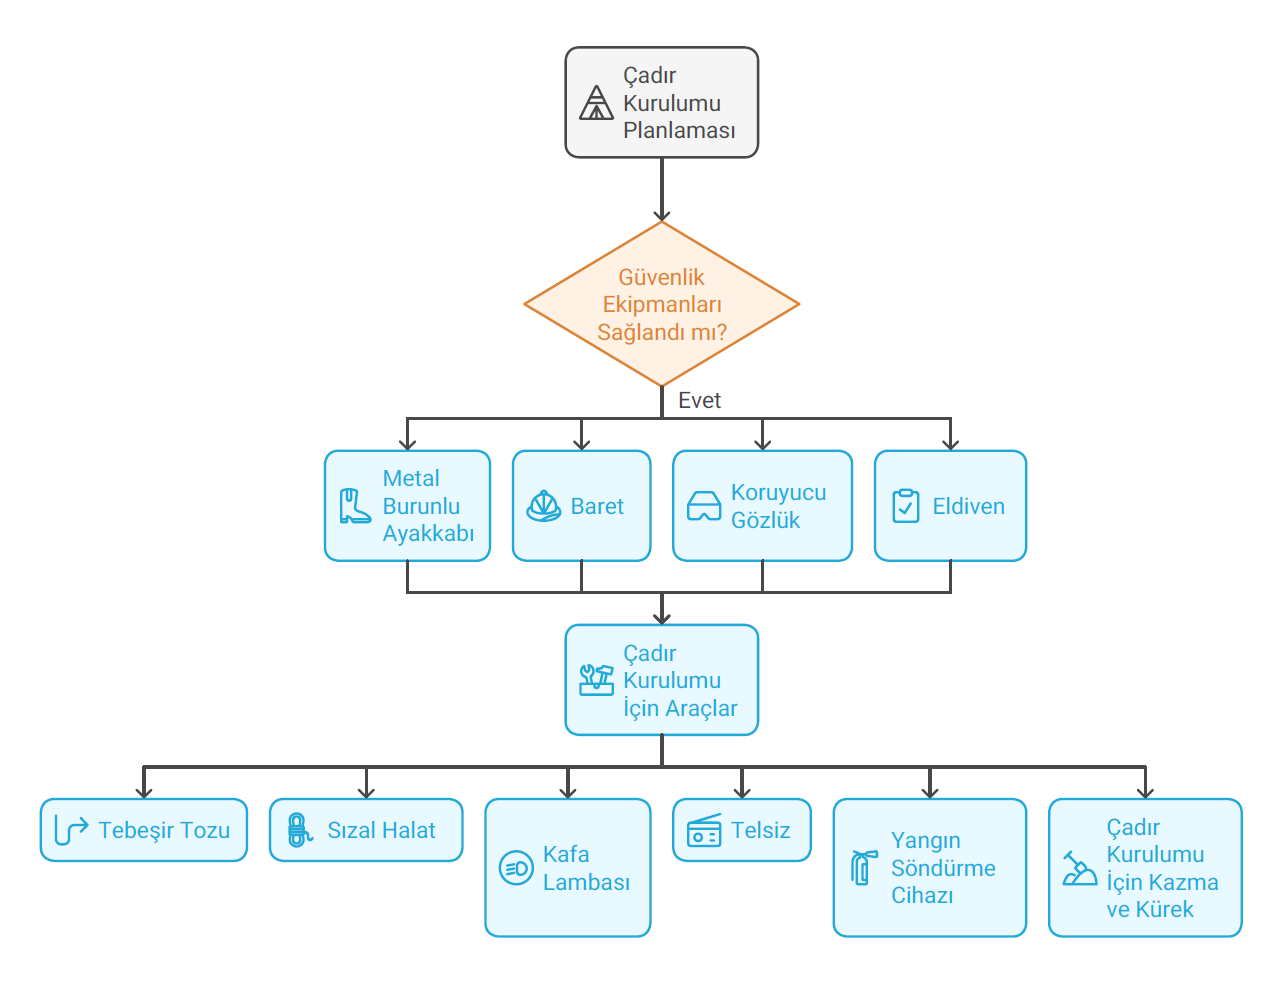 Çadır
Kurulumu
Planlaması
Güvenlik
Ekipmanları
Sağlandı mı?
Evet
Metal
Burunlu
Ayakkabı
Baret
Koruyucu
Gözlük
Eldiven
Çadır
Kurulumu
İçin Araçlar
Tebeşir Tozu
Sızal Halat
Kafa
Lambası
Telsiz
Yangın
Söndürme
Cihazı
Çadır
Kurulumu
İçin Kazma
ve Kürek